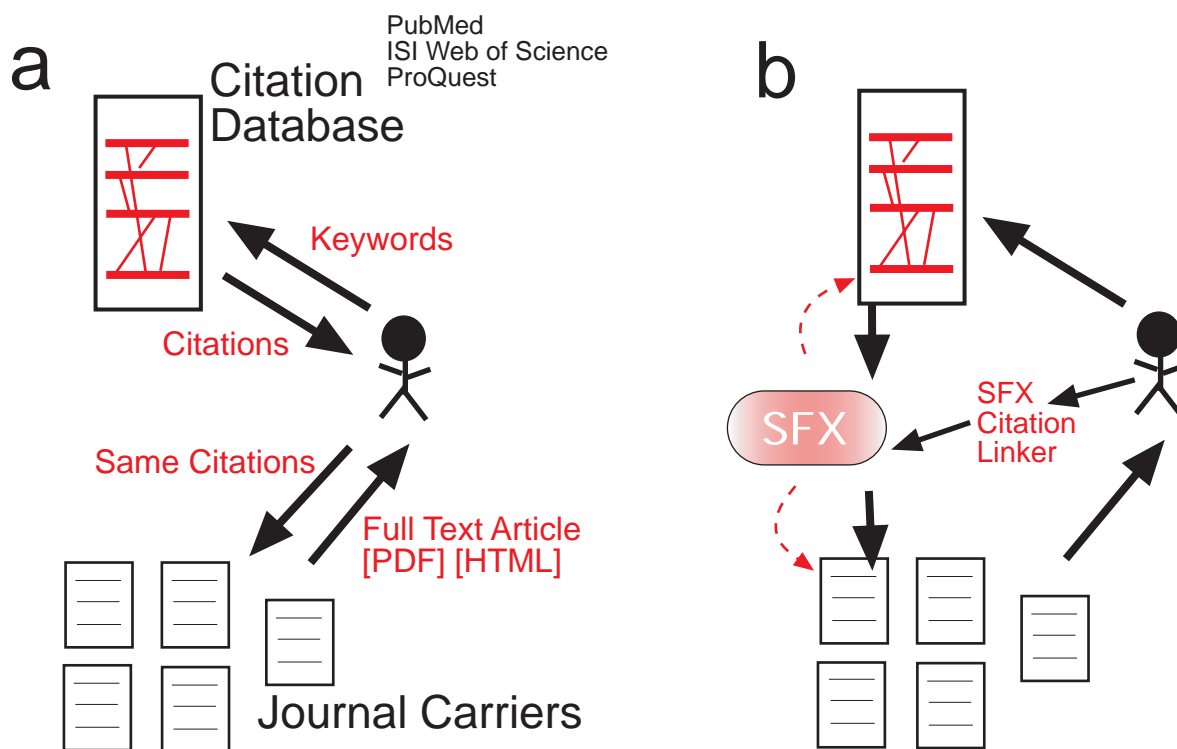 a
PubMed
ISI Web of Science
ProQuest
Citation
Database
Keywords
Citations
Same Citations
Full Text Article
[PDF] [HTML]
Journal Carriers
b
SFX
SFX
Citation
Linker